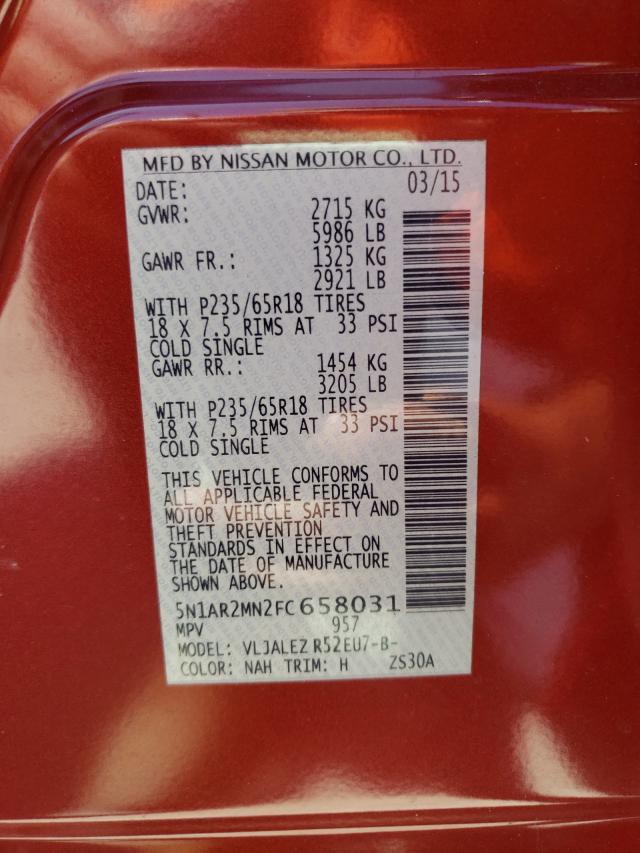 MFD BY NISSAN MOTOR CO., LTD.
DATE: 03/15
GVWR: 2715 KG
5986 LB
GAWR FR.: 1325 KG
2921 LB
WITH P235/65R18 TIRES
18 X 7.5 RIMS AT 33 PSI
COLD SINGLE
GAWR RR.: 1454 KG
3205 LB
WITH P235/65R18 TIRES
18 X 7.5 RIMS AT 33 PSI
COLD SINGLE
THIS VEHICLE CONFORMS TO
ALL APPLICABLE FEDERAL
MOTOR VEHICLE SAFETY AND
THEFT PREVENTION
STANDARDS IN EFFECT ON
THE DATE OF MANUFACTURE
SHOWN ABOVE.
5N1AR2MN2FC658031
MPV 957
MODEL: VLJALEZ R52EU7-B-
COLOR: NAH TRIM: H ZS30A